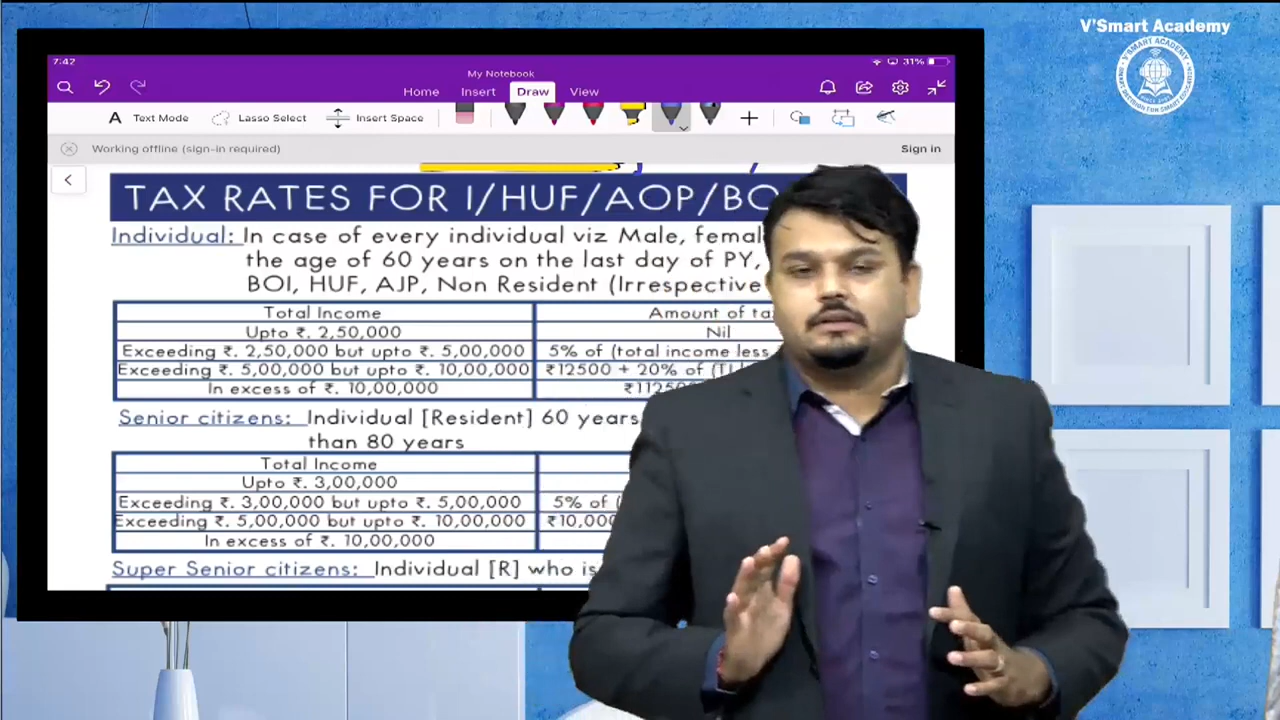 V'Smart Academy
7:42
31%
My Notebook
Home Insert Draw View
A Text Mode Lasso Select Insert Space
Working offline (sign-in required) Sign in
TAX RATES FOR I/HUF/AOP/BO
Individual: In case of every individual viz Male, femal
the age of 60 years on the last day of PY,
BOI, HUF, AJP, Non Resident (Irrespective
Total Income Amount of ta
Upto ₹. 2,50,000 Nil
Exceeding ₹. 2,50,000 but upto ₹. 5,00,000 5% of (total income less
Exceeding ₹. 5,00,000 but upto ₹. 10,00,000 ₹12500 + 20% of
In excess of ₹. 10,00,000 ₹11250
Senior citizens: Individual [Resident] 60 years
than 80 years
Total Income
Upto ₹. 3,00,000
Exceeding ₹. 3,00,000 but upto ₹. 5,00,000 5% of
Exceeding ₹. 5,00,000 but upto ₹. 10,00,000 ₹10,000
In excess of ₹. 10,00,000
Super Senior citizens: Individual [R] who is